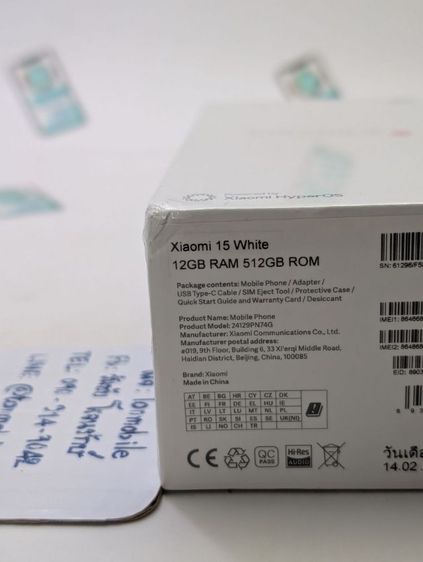 Xiaomi HyperOS
Xiaomi 15 White
12GB RAM 512GB ROM
Package contents: Mobile Phone / Adapter /
USB Type-C Cable / SIM Eject Tool / Protective Case /
Quick Start Guide and Warranty Card / Desiccant
Product Name: Mobile Phone
Product Model: 24129PN74G
Manufacturer: Xiaomi Communications Co., Ltd.
Manufacturer postal address:
#019, 9th Floor, Building 6, 33 Xi'erqi Middle Road,
Haidian District, Beijing, China, 100085
Brand: Xiaomi
Made in China
AT BE BG HR CY CZ DK
EE FI FR DE EL HU IE
IT LV LT LU MT NL PL
PT RO SK SI ES SE UK(NI)
IS LI NO CH TR
CE QC PASS Hi-Res AUDIO
SN: 61296/F5
IMEI1: 864868
IMEI2: 864868
EID: 8903
วันเดือ
14.02.